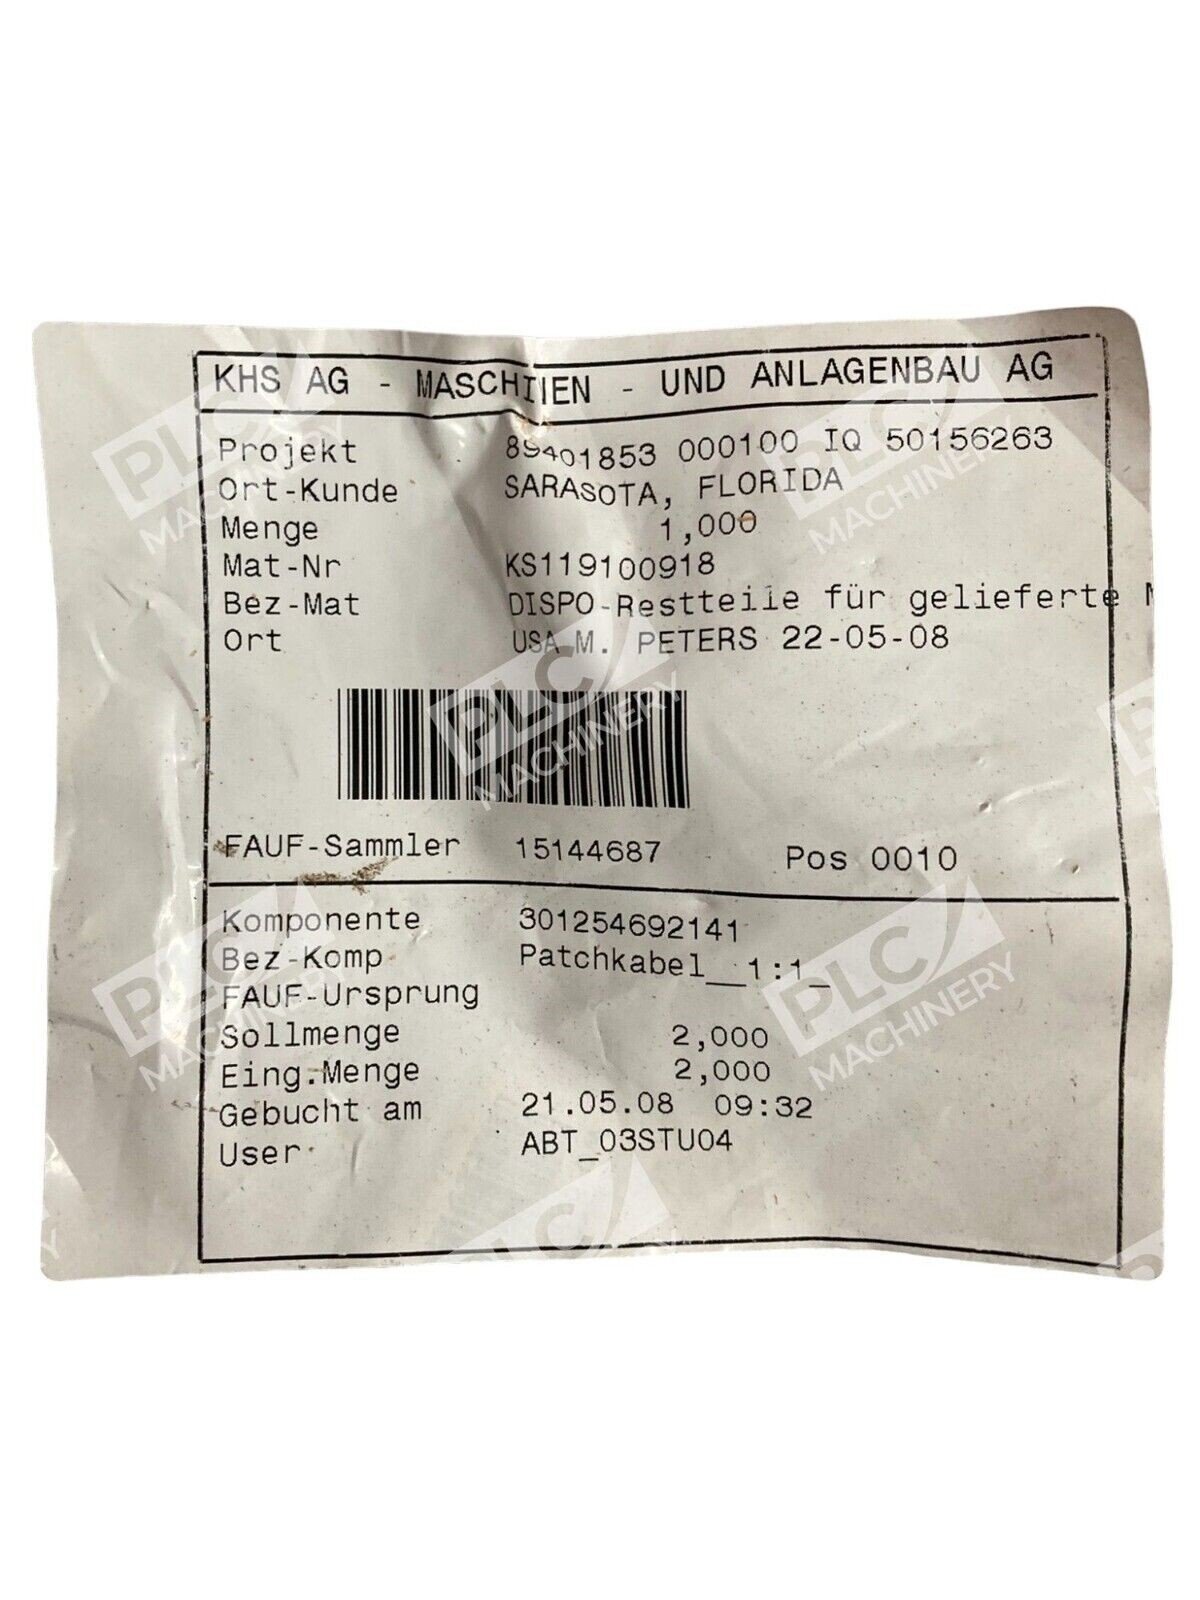 KHS AG - MASCHINEN - UND ANLAGENBAU AG
Projekt 89401853 000100 IQ 50156263
Ort-Kunde SARASOTA, FLORIDA
Menge 1,000
Mat-Nr KS119100918
Bez-Mat DISPO-Restteile für gelieferte
Ort USA M. PETERS 22-05-08
FAUF-Sammler 15144687 Pos 0010
Komponente 301254692141
Bez-Komp Patchkabel__1:1_
FAUF-Ursprung
Sollmenge 2,000
Eing.Menge 2,000
Gebucht am 21.05.08 09:32
User ABT_03STU04
PLC MACHINERY